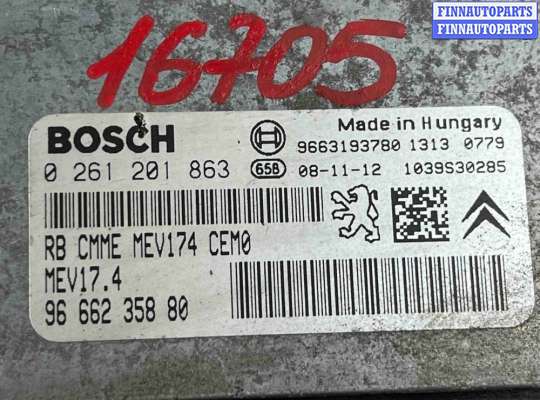 FINNAUTOPARTS
FINNAUTOPARTS
16705
BOSCH
Made in Hungary
9663193780 1313 0779
0 261 201 863
658
08-11-12 1039S30285
RB CMME MEV174 CEM0
MEV17.4
96 662 358 80